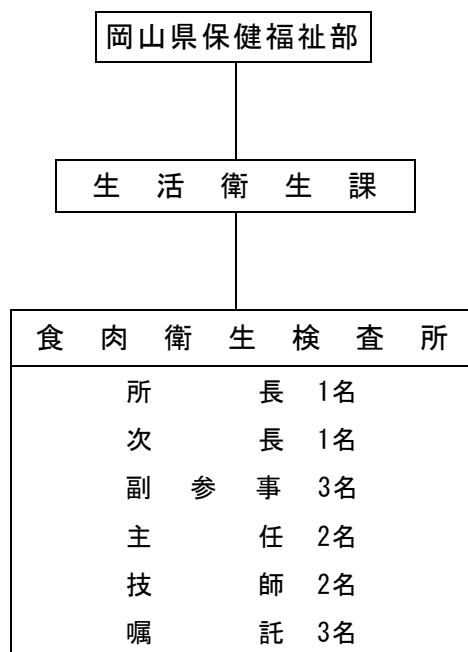 岡山県保健福祉部
生活衛生課
食肉衛生検査所
所長 1名
次長 1名
副参事 3名
主任 2名
技師 2名
嘱託 3名